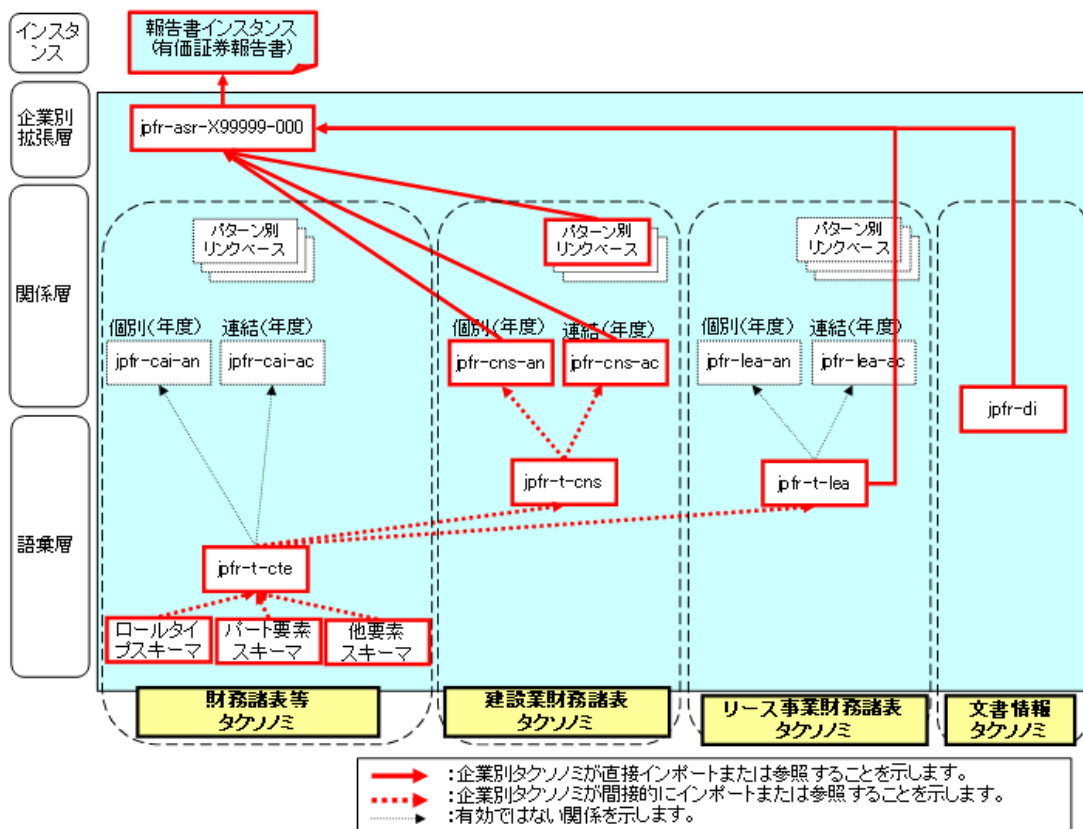 インスタ
ンス
報告書インスタンス
(有価証券報告書)
企業別
拡張層
jpfr-asr-X99999-000
関係層
パターン別
リンクベース
パターン別
リンクベース
パターン別
リンクベース
個別(年度)
連結(年度)
個別(年度)
連結(年度)
個別(年度)
連結(年度)
jpfr-cai-an
jpfr-cai-ac
jpfr-cns-an
jpfr-cns-ac
jpfr-lea-an
jpfr-lea-ac
jpfr-di
語彙層
jpfr-t-cns
jpfr-t-lea
jpfr-t-cte
ロールタイ
プスキーマ
パート要素
スキーマ
他要素
スキーマ
財務諸表等
タクソノミ
建設業財務諸表
タクソノミ
リース事業財務諸表
タクソノミ
文書情報
タクソノミ
:企業別タクソノミが直接インポートまたは参照することを示します。
:企業別タクソノミが間接的にインポートまたは参照することを示します。
:有効ではない関係を示します。